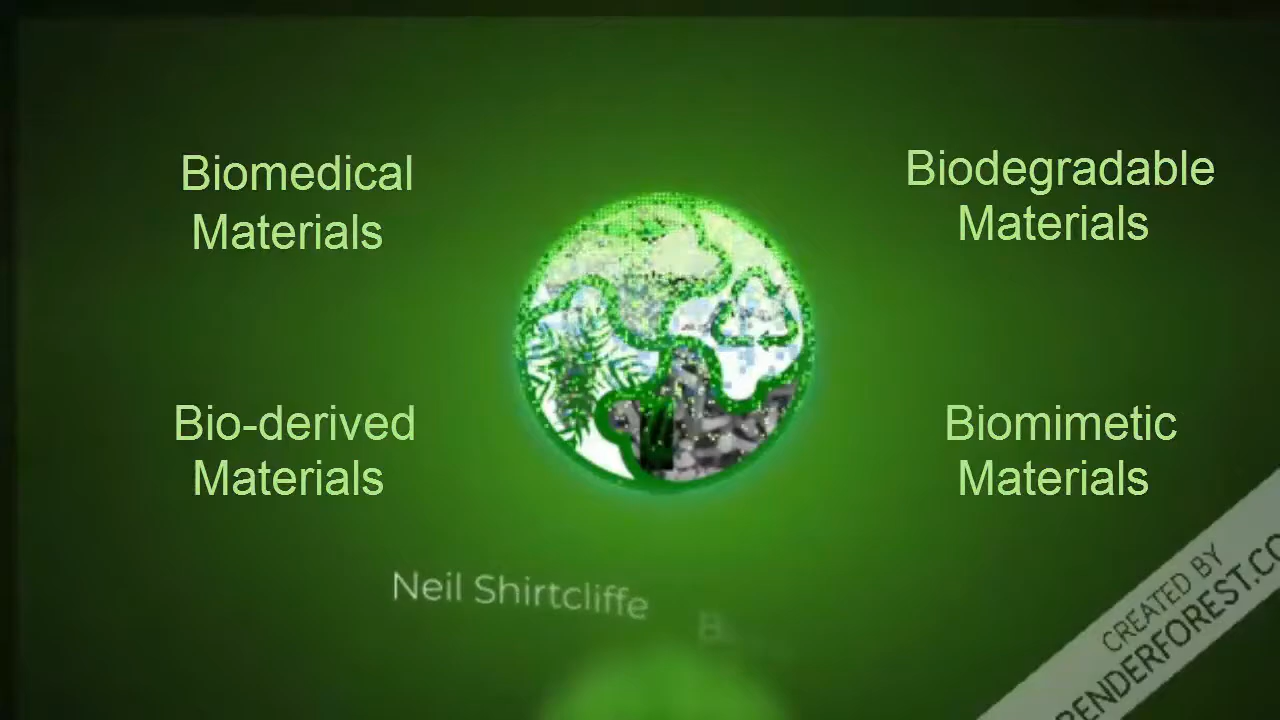 Biomedical
Materials
Biodegradable
Materials
Bio-derived
Materials
Biomimetic
Materials
Neil Shirtcliffe
CREATED BY
RENDERFOREST.CO